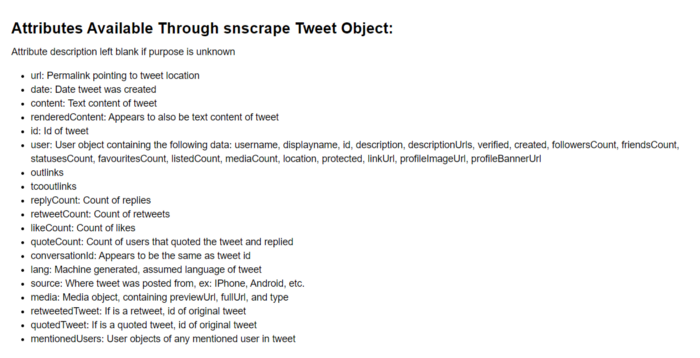 Attributes Available Through snscrape Tweet Object:
Attribute description left blank if purpose is unknown
• url: Permalink pointing to tweet location
• date: Date tweet was created
• content: Text content of tweet
• renderedContent: Appears to also be text content of tweet
• id: Id of tweet
• user: User object containing the following data: username, displayname, id, description, descriptionUrls, verified, created, followersCount, friendsCount,
statusesCount, favouritesCount, listedCount, mediaCount, location, protected, linkUrl, profileImageUrl, profileBannerUrl
• outlinks
• tcooutlinks
• replyCount: Count of replies
• retweetCount: Count of retweets
• likeCount: Count of likes
• quoteCount: Count of users that quoted the tweet and replied
• conversationId: Appears to be the same as tweet id
• lang: Machine generated, assumed language of tweet
• source: Where tweet was posted from, ex: IPhone, Android, etc.
• media: Media object, containing previewUrl, fullUrl, and type
• retweetedTweet: If is a retweet, id of original tweet
• quotedTweet: If is a quoted tweet, id of original tweet
• mentionedUsers: User objects of any mentioned user in tweet